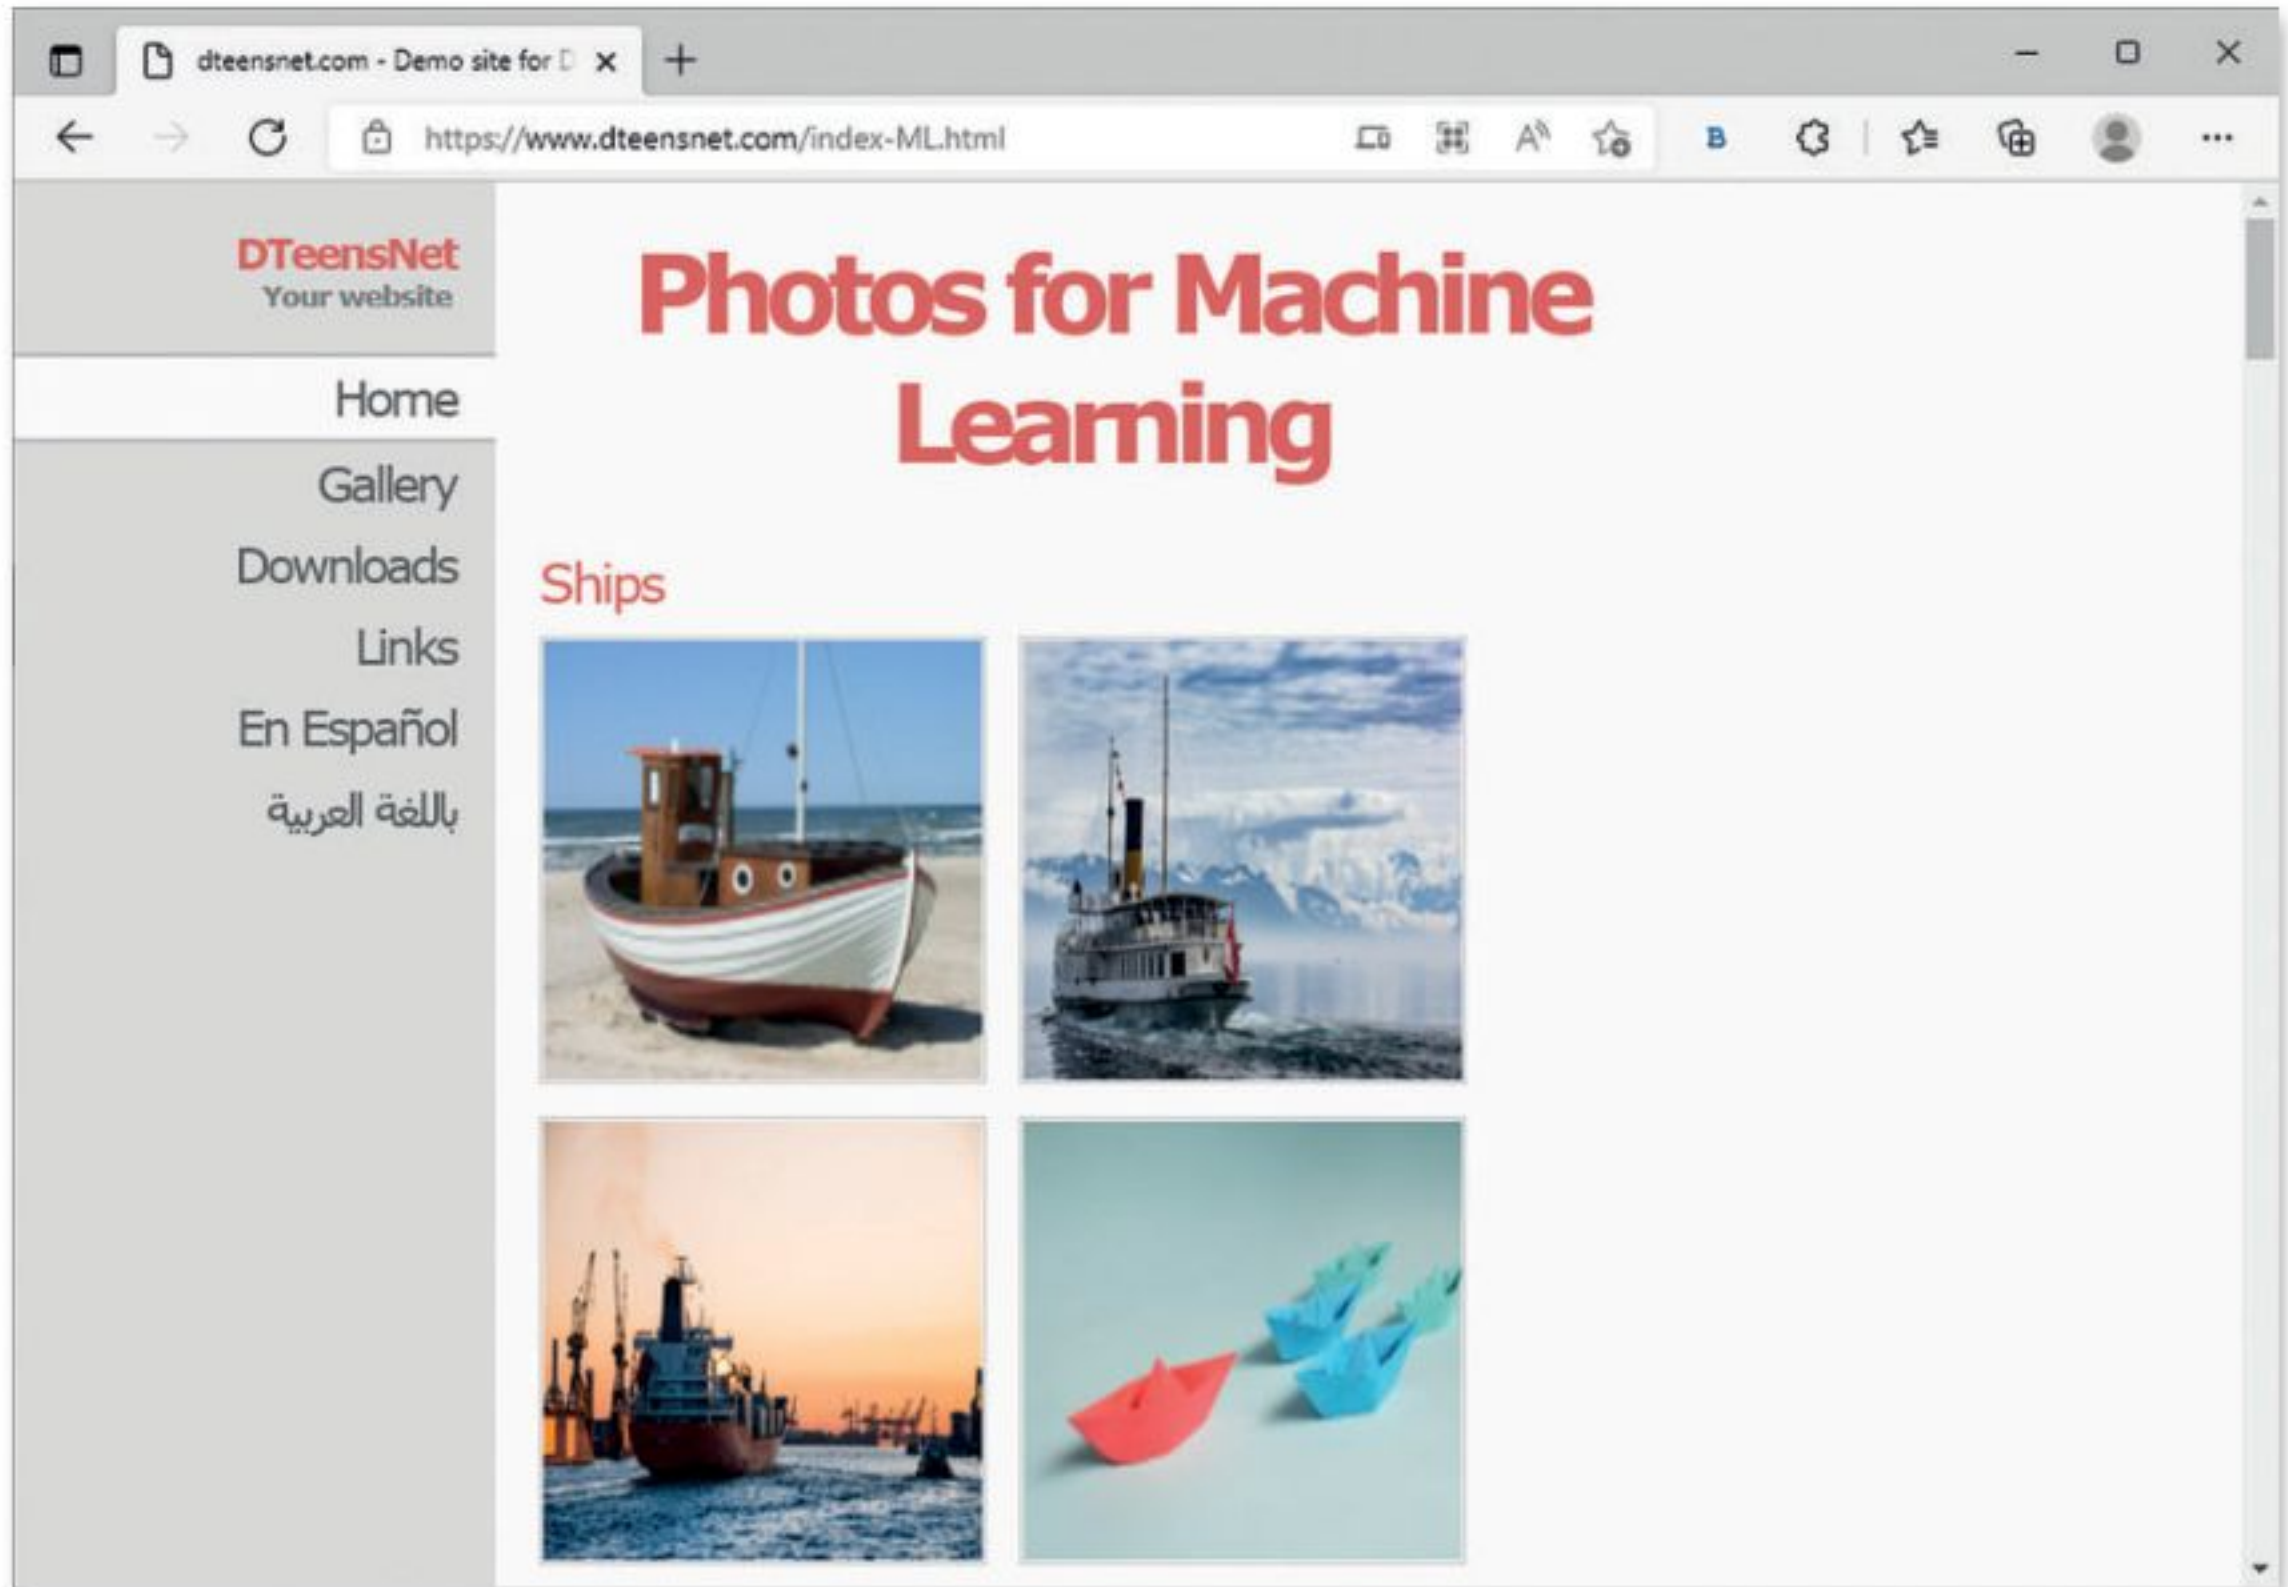 dteensnet.com - Demo site for D
https://www.dteensnet.com/index-ML.html
B
DTeensNet
Your website
Home
Gallery
Downloads
Links
En Español
باللغة العربية
Photos for Machine
Learning
Ships